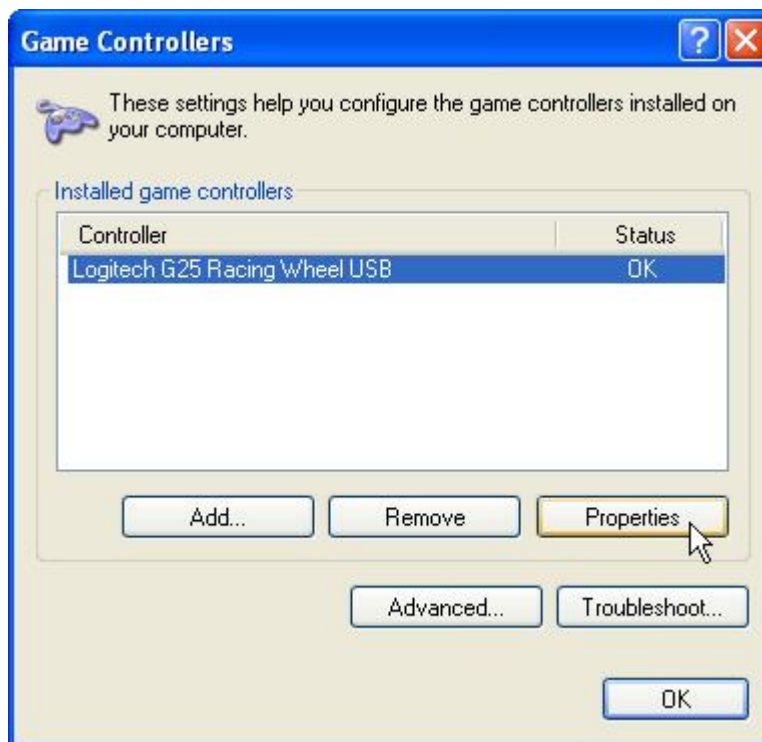 Game Controllers
These settings help you configure the game controllers installed on
your computer.
Installed game controllers
Controller Status
Logitech G25 Racing Wheel USB OK
Add... Remove Properties
Advanced... Troubleshoot...
OK